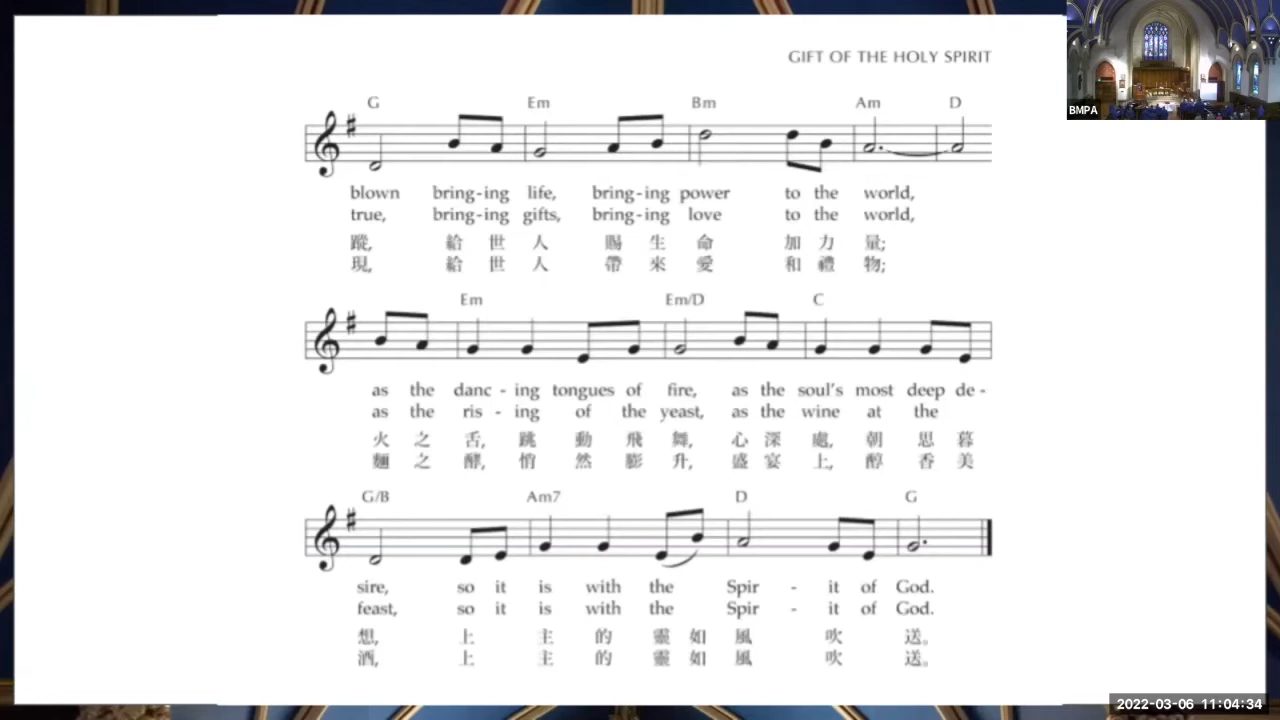 GIFT OF THE HOLY SPIRIT
BMPA
G Em Bm Am D
blown bring-ing life, bring-ing power to the world,
true, bring-ing gifts, bring-ing love to the world,
蹤, 給 世 人 賜 生 命 加 力 量;
現, 給 世 人 帶 來 愛 和 禮 物;
Em Em/D C
as the danc - ing tongues of fire, as the soul's most deep de -
as the ris - ing of the yeast, as the wine at the
火 之 舌, 跳 動 飛 舞, 心 深 處, 朝 思 暮
麵 之 酵, 悄 然 膨 升, 盛 宴 上, 醇 香 美
G/B Am7 D G
sire, so it is with the Spir - it of God.
feast, so it is with the Spir - it of God.
想, 上 主 的 靈 如 風 吹 送。
酒, 上 主 的 靈 如 風 吹 送。
2022-03-06 11:04:34